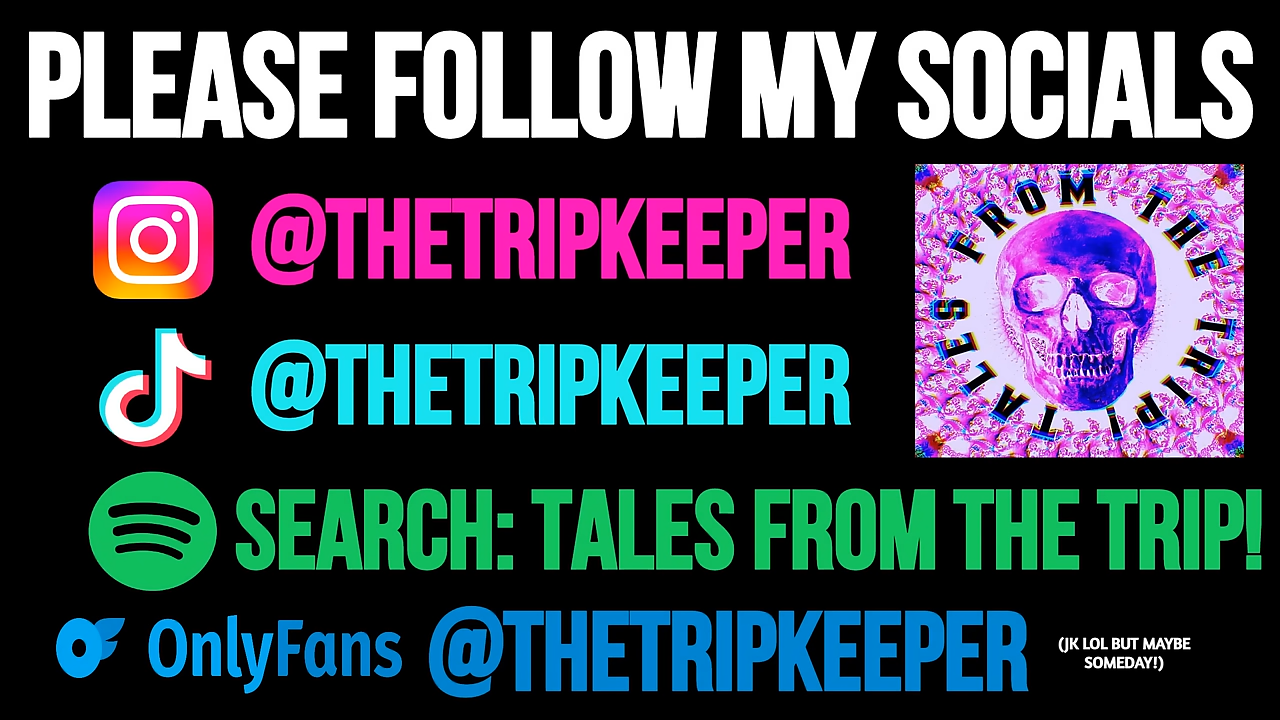 PLEASE FOLLOW MY SOCIALS
@THETRIPKEEPER
TALES FROM THE TRIP!
@THETRIPKEEPER
SEARCH: TALES FROM THE TRIP!
OnlyFans @THETRIPKEEPER
(JK LOL BUT MAYBE
SOMEDAY!)